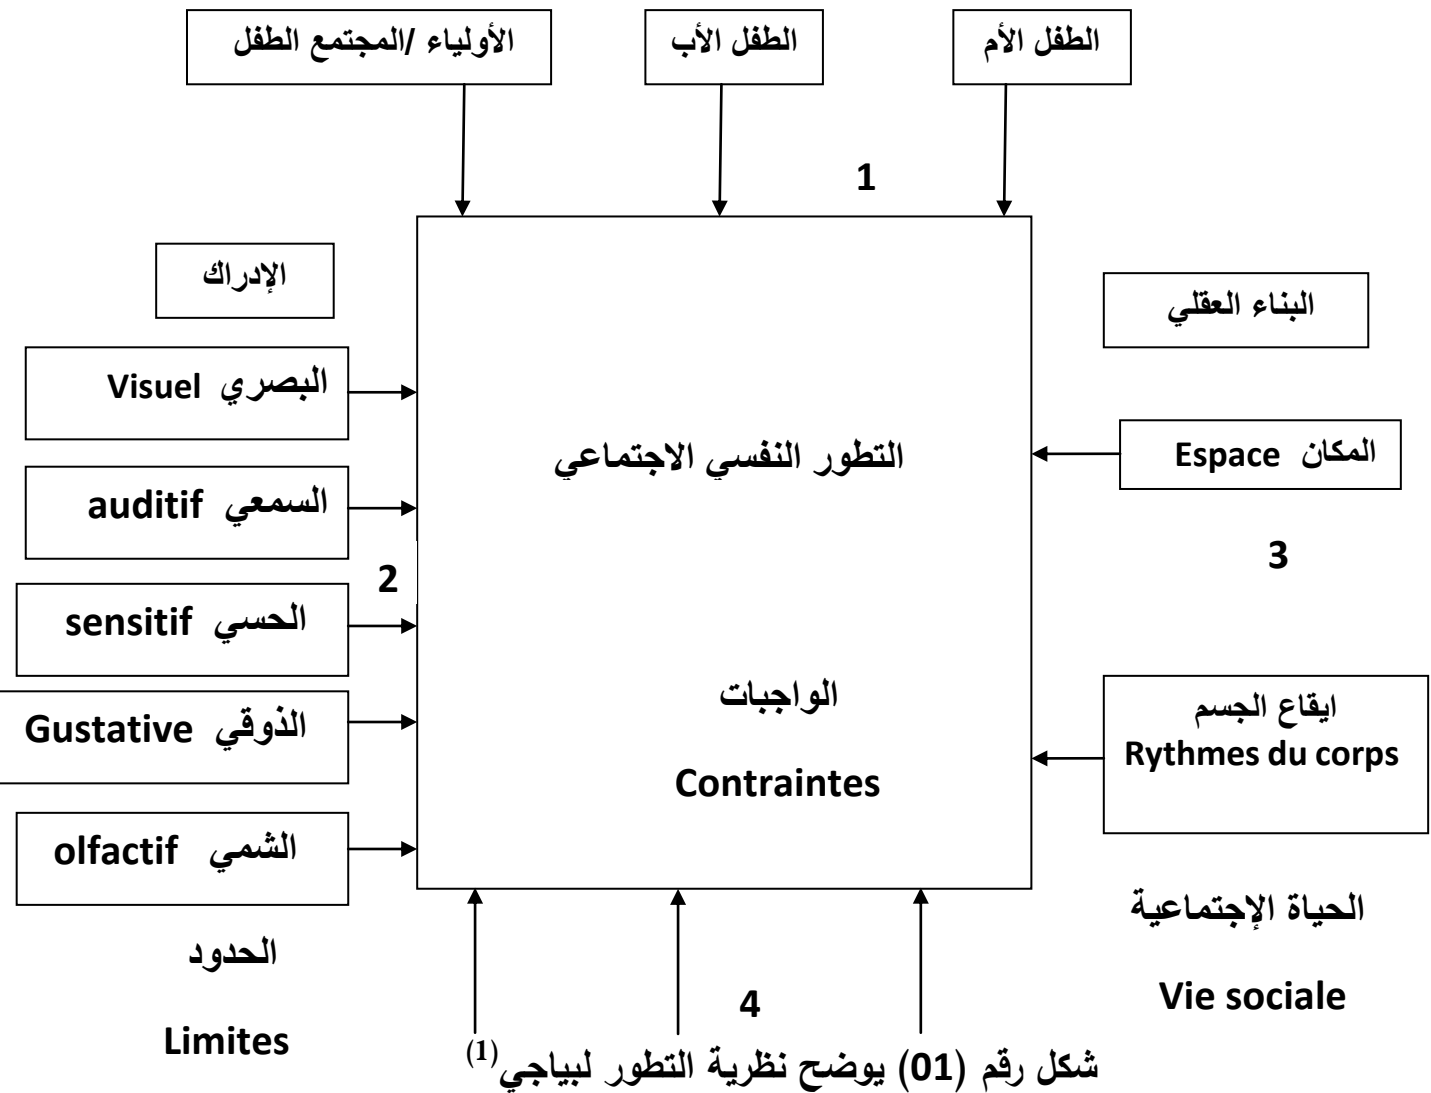 الطفل الأم
الطفل الأب
الأولياء /المجتمع الطفل
1
الإدراك
البناء العقلي
البصري Visuel
المكان Espace
التطور النفسي الاجتماعي
السمعي auditif
2
3
الحسي sensitif
الواجبات
Contraintes
الذوقي Gustative
ايقاع الجسم
Rythmes du corps
الشمي olfactif
الحياة الإجتماعية
Vie sociale
الحدود
Limites
4
شكل رقم (01) يوضح نظرية التطور لبياجي(1)